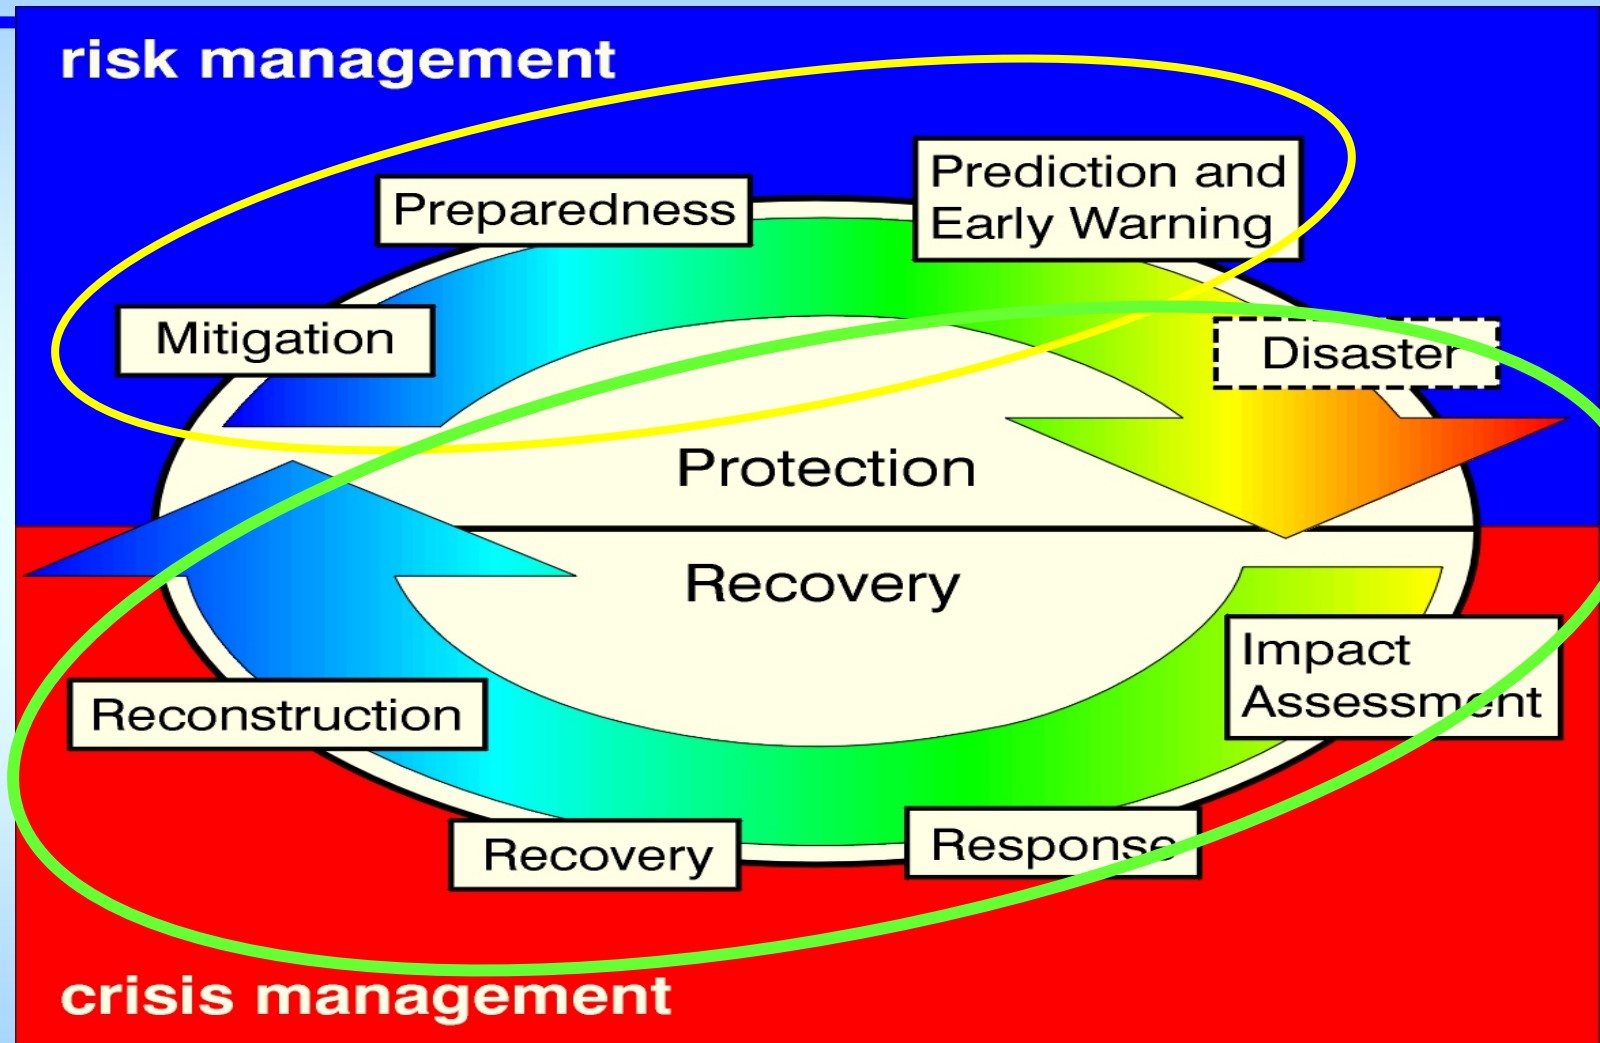 risk management
Prediction and
Early Warning
Preparedness
Mitigation
Disaster
Protection
Recovery
Impact
Assessment
Reconstruction
Response
Recovery
crisis management